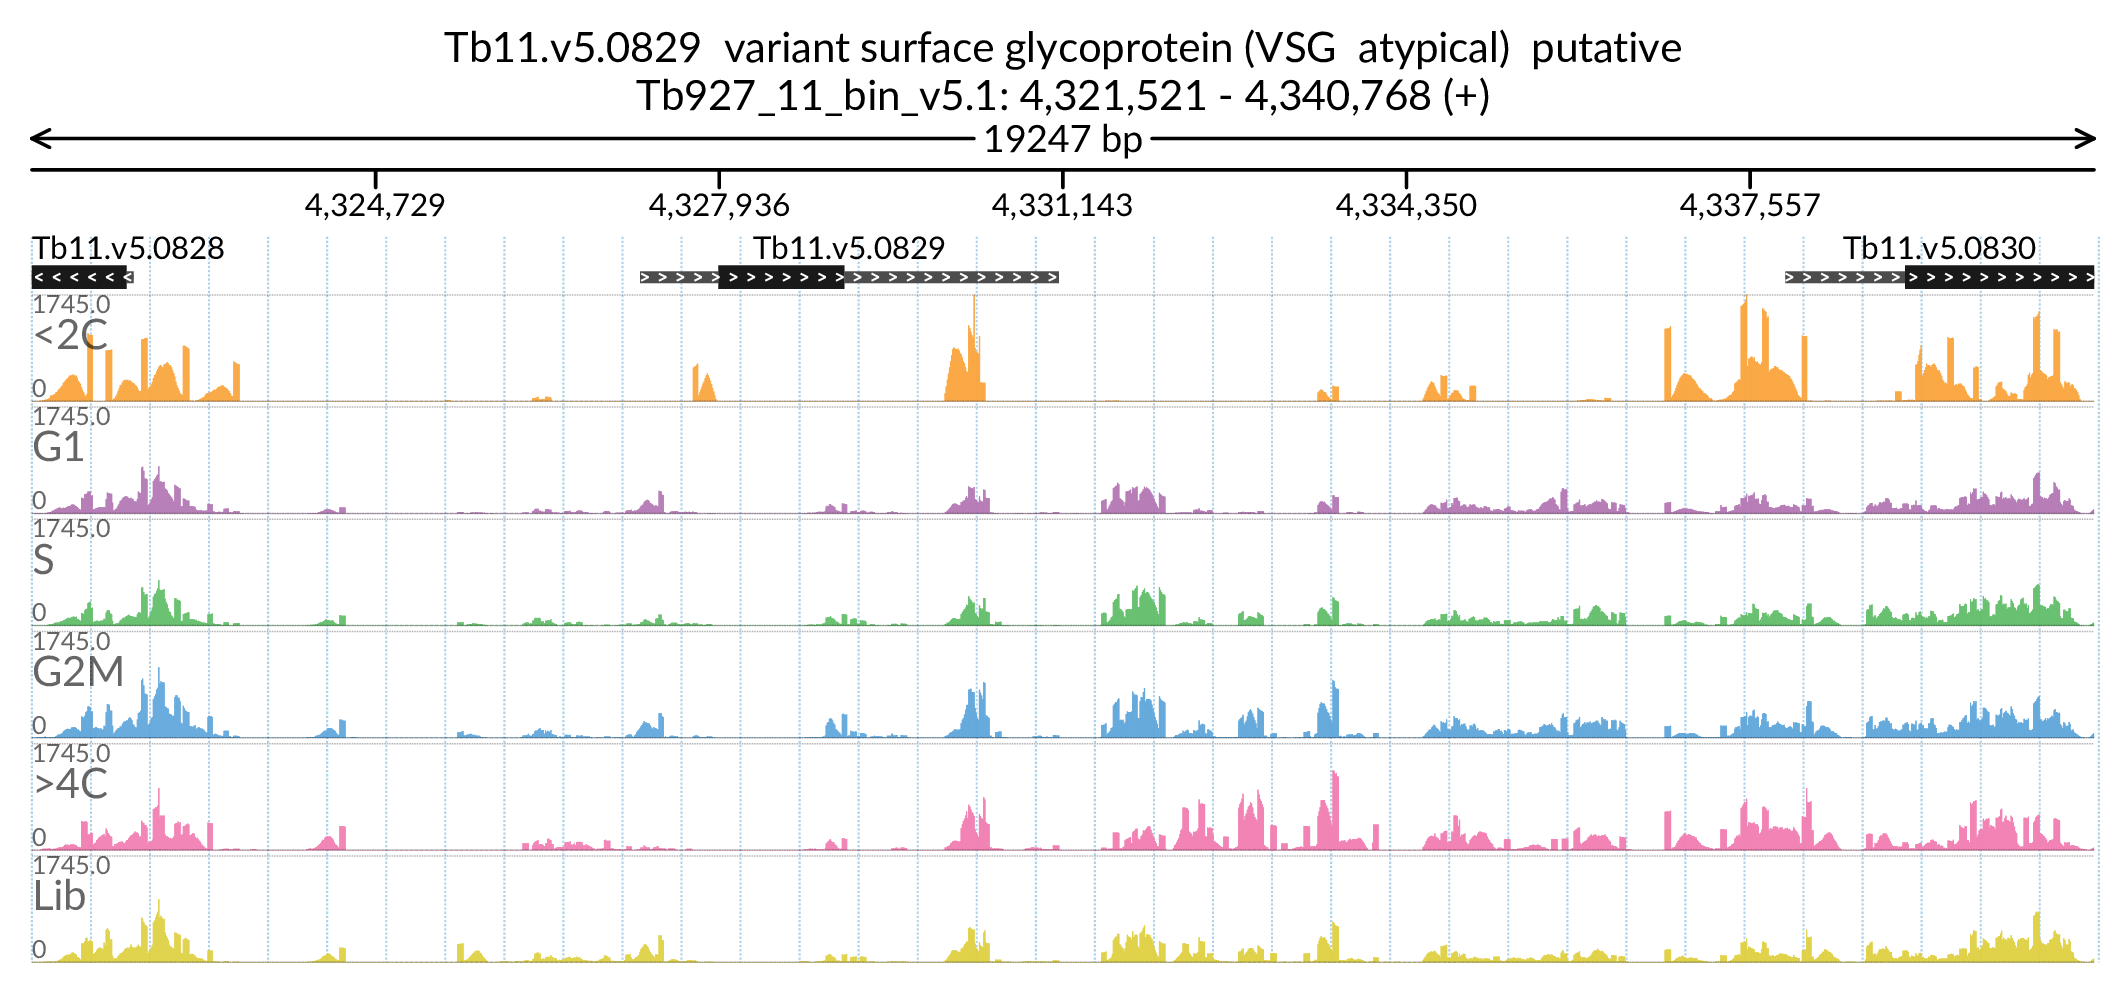 Tb11.v5.0829  variant surface glycoprotein (VSG  atypical)  putative
Tb927_11_bin_v5.1: 4,321,521 - 4,340,768 (+)
19247 bp
4,324,729 4,327,936 4,331,143 4,334,350 4,337,557
Tb11.v5.0828 Tb11.v5.0829 Tb11.v5.0830
1745.0
<2C
0
1745.0
G1
0
1745.0
S
0
1745.0
G2M
0
1745.0
>4C
0
1745.0
Lib
0